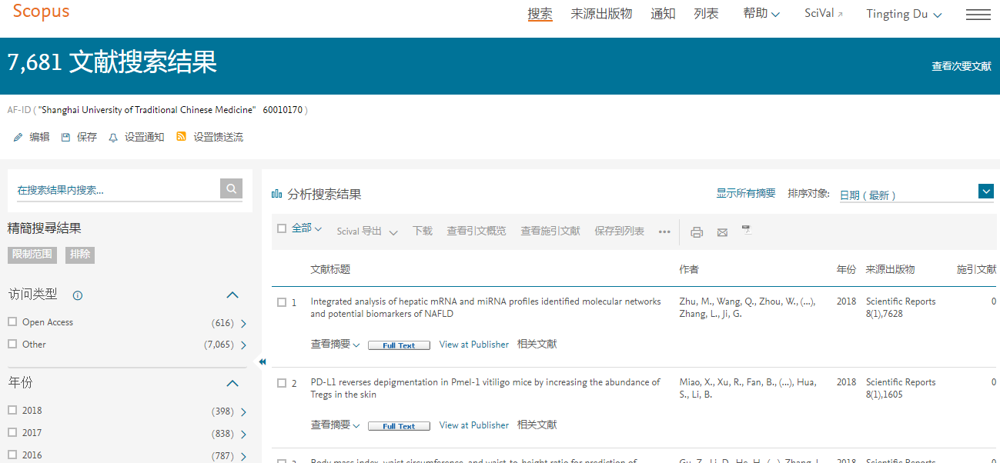 Scopus
搜索 来源出版物 通知 列表 帮助 SciVal Tingting Du
7,681 文献搜索结果
查看次要文献
AF-ID ( "Shanghai University of Traditional Chinese Medicine" 60010170 )
编辑 保存 设置通知 设置馈送流
在搜索结果内搜索...
精簡搜尋結果
限制范围 排除
访问类型
Open Access (616)
Other (7,065)
年份
2018 (398)
2017 (838)
2016 (787)
分析搜索结果 显示所有摘要 排序对象: 日期 ( 最新 )
全部 Scival 导出 下载 查看引文概览 查看施引文献 保存到列表 •••
文献标题 作者 年份 来源出版物 施引文献
1 Integrated analysis of hepatic mRNA and miRNA profiles identified molecular networks Zhu, M., Wang, Q., Zhou, W., (...), 2018 Scientific Reports 0
and potential biomarkers of NAFLD Zhang, L., Ji, G. 8(1),7628
查看摘要 Full Text View at Publisher 相关文献
2 PD-L1 reverses depigmentation in Pmel-1 vitiligo mice by increasing the abundance of Miao, X., Xu, R., Fan, B., (...), Hua, 2018 Scientific Reports 0
Tregs in the skin S., Li, B. 8(1),1605
查看摘要 Full Text View at Publisher 相关文献
3 Body mass index, waist circumference, and waist-to-height ratio for prediction of Gu, Z., Li, D., He, H., (...), Zhang, J. 2018 Scientific Reports 0